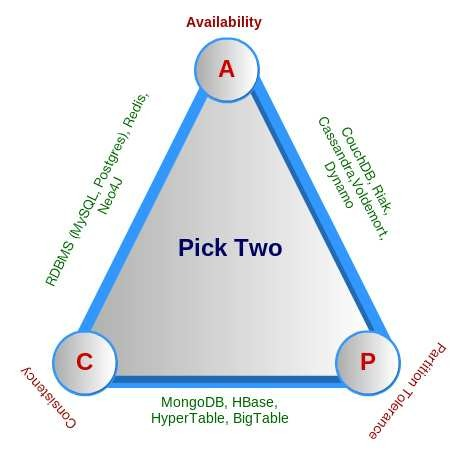 Availability
A
RDBMS (MySQL, Postgres), Redis,
Neo4J
CouchDB, Riak,
Cassandra,Voldemort,
Dynamo
Pick Two
C
P
Consistency
Partition Tolerance
MongoDB, HBase,
HyperTable, BigTable